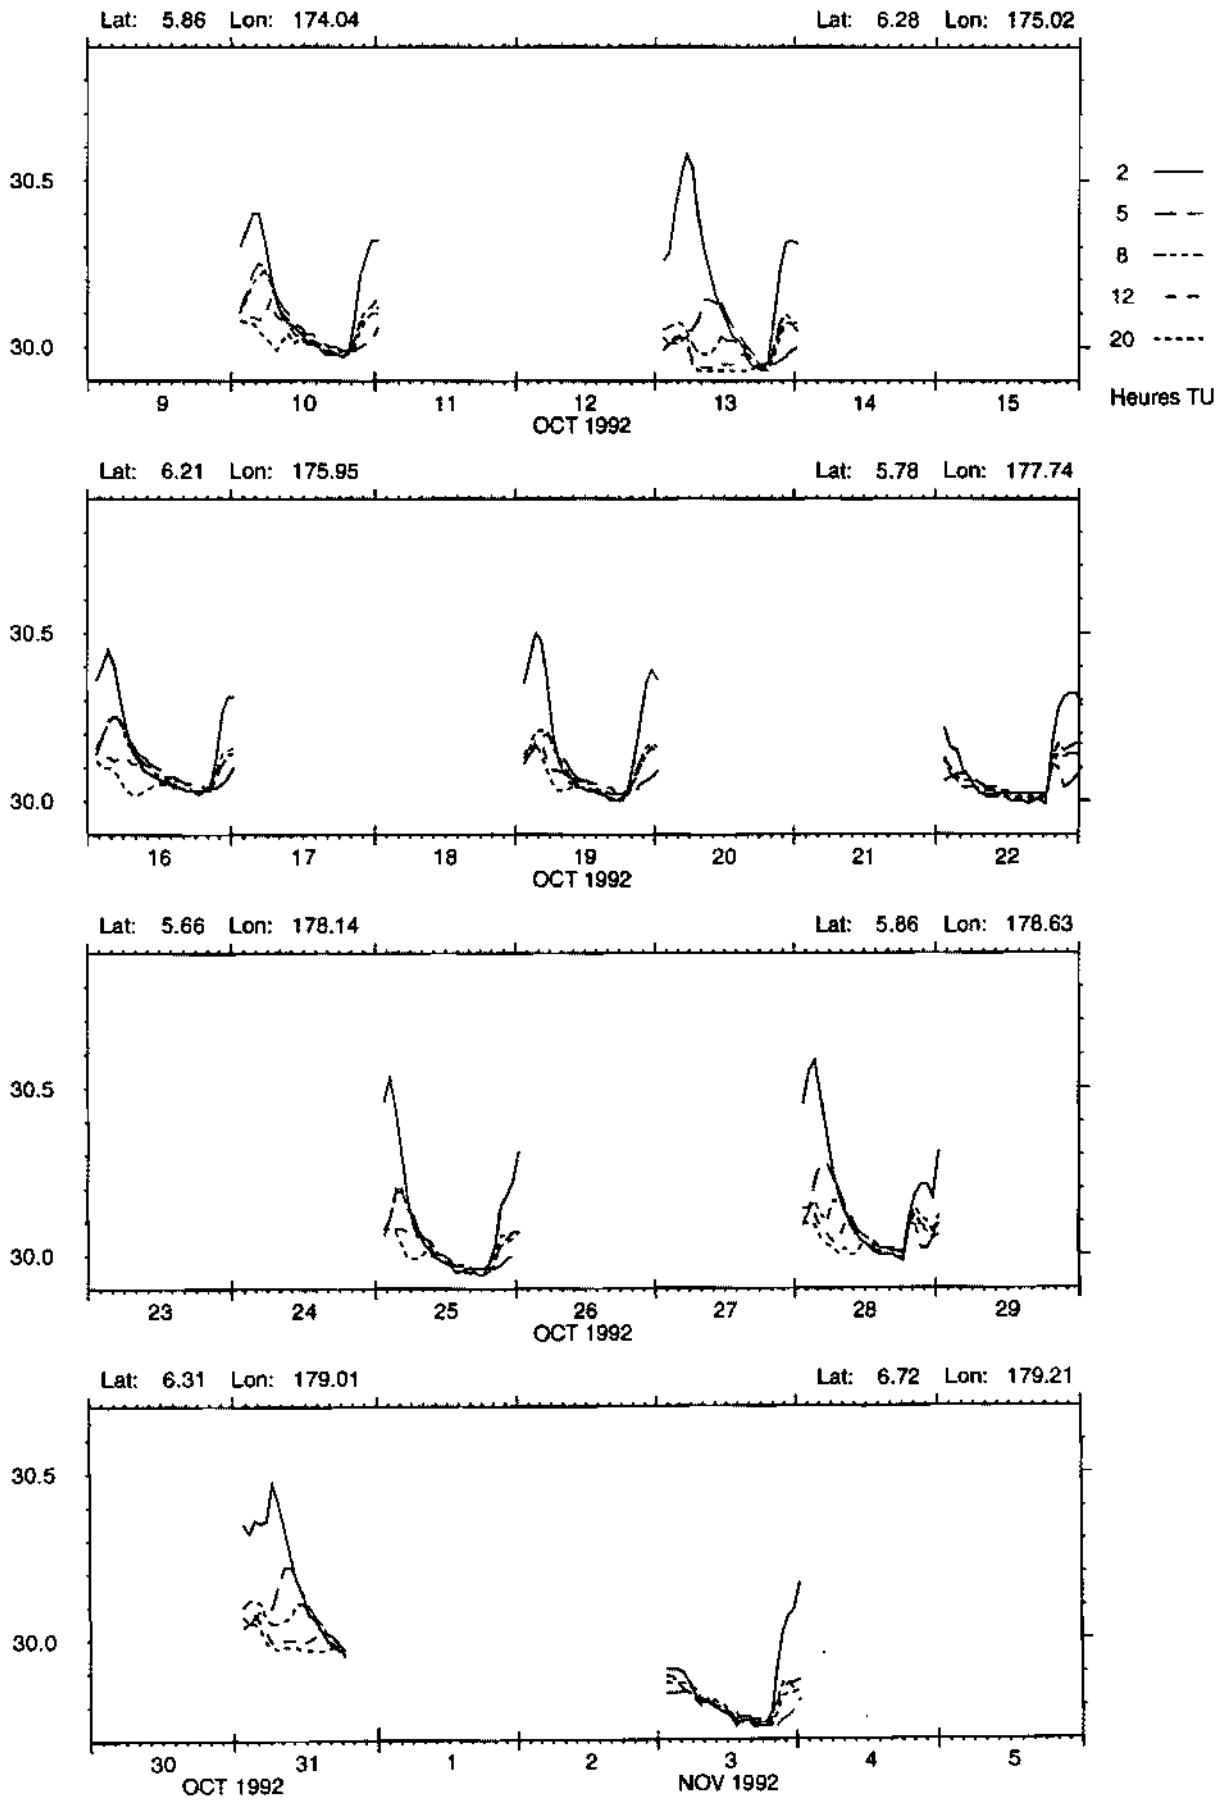 Lat: 5.86 Lon: 174.04 Lat: 6.28 Lon: 175.02
30.5
30.0
2
5
8
12
20
Heures TU
9 10 11 12 13 14 15
OCT 1992
Lat: 6.21 Lon: 175.95 Lat: 5.78 Lon: 177.74
30.5
30.0
16 17 18 19 20 21 22
OCT 1992
Lat: 5.66 Lon: 178.14 Lat: 5.86 Lon: 178.63
30.5
30.0
23 24 25 26 27 28 29
OCT 1992
Lat: 6.31 Lon: 179.01 Lat: 6.72 Lon: 179.21
30.5
30.0
30 31 1 2 3 4 5
OCT 1992 NOV 1992